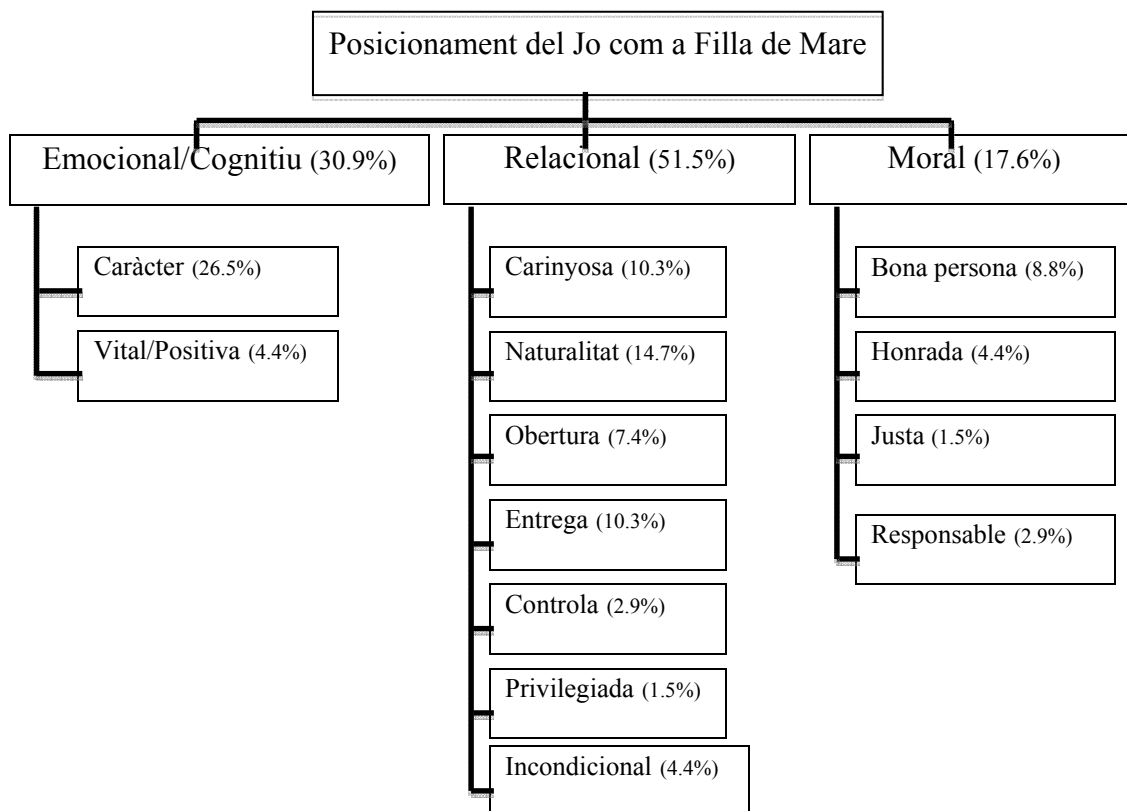 Posicionament del Jo com a Filla de Mare
Emocional/Cognitiu (30.9%)
Caràcter (26.5%)
Vital/Positiva (4.4%)
Relacional (51.5%)
Carinyosa (10.3%)
Naturalitat (14.7%)
Obertura (7.4%)
Entrega (10.3%)
Controla (2.9%)
Privilegiada (1.5%)
Incondicional (4.4%)
Moral (17.6%)
Bona persona (8.8%)
Honrada (4.4%)
Justa (1.5%)
Responsable (2.9%)